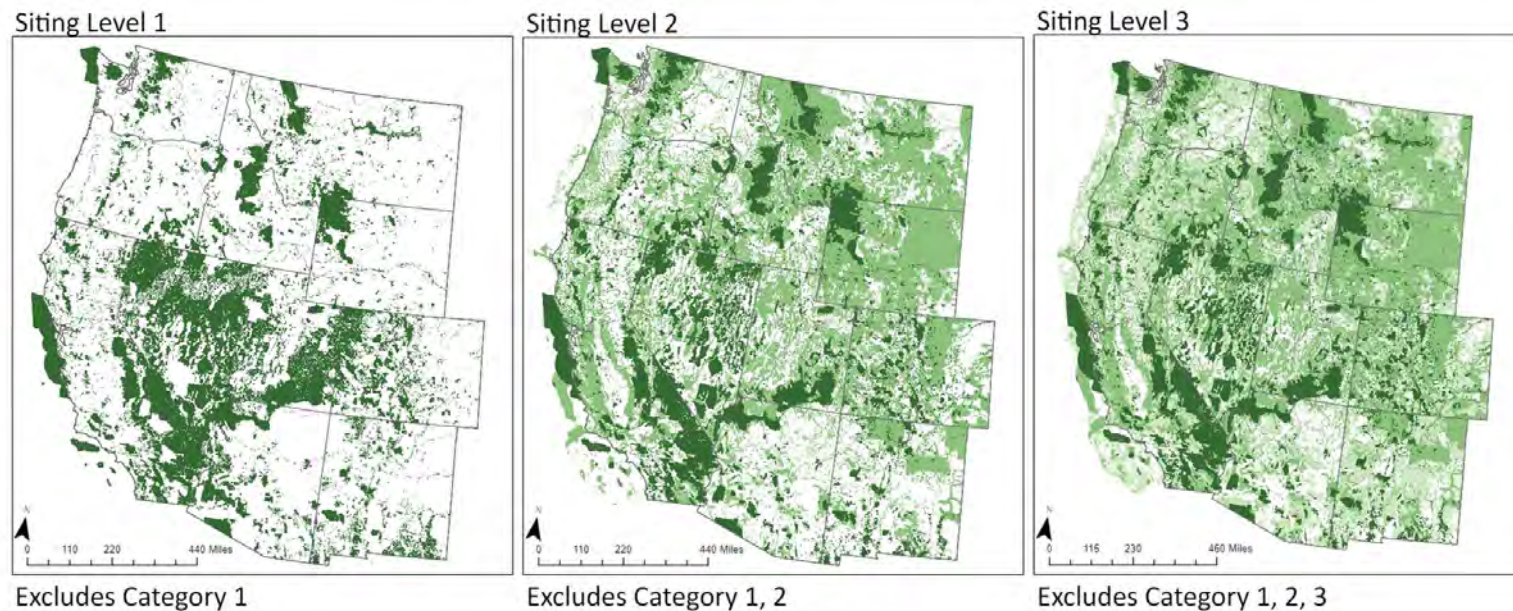 Siting Level 1
Siting Level 2
Siting Level 3
N
0 110 220 440 Miles
N
0 110 220 440 Miles
N
0 115 230 460 Miles
Excludes Category 1
Excludes Category 1, 2
Excludes Category 1, 2, 3